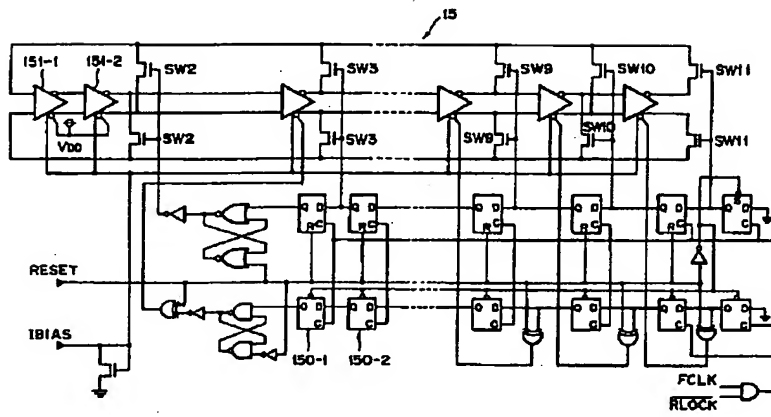 15
151-1 151-2 SW2 SW3 SW9 SW10 SW11
VDD SW2 SW3 SW9 SW10 SW11
D Q D Q D Q D Q D Q D
R C C R C R C R C
RESET
IBIAS
C C C C C C
150-1 150-2
FCLK
RLOCK